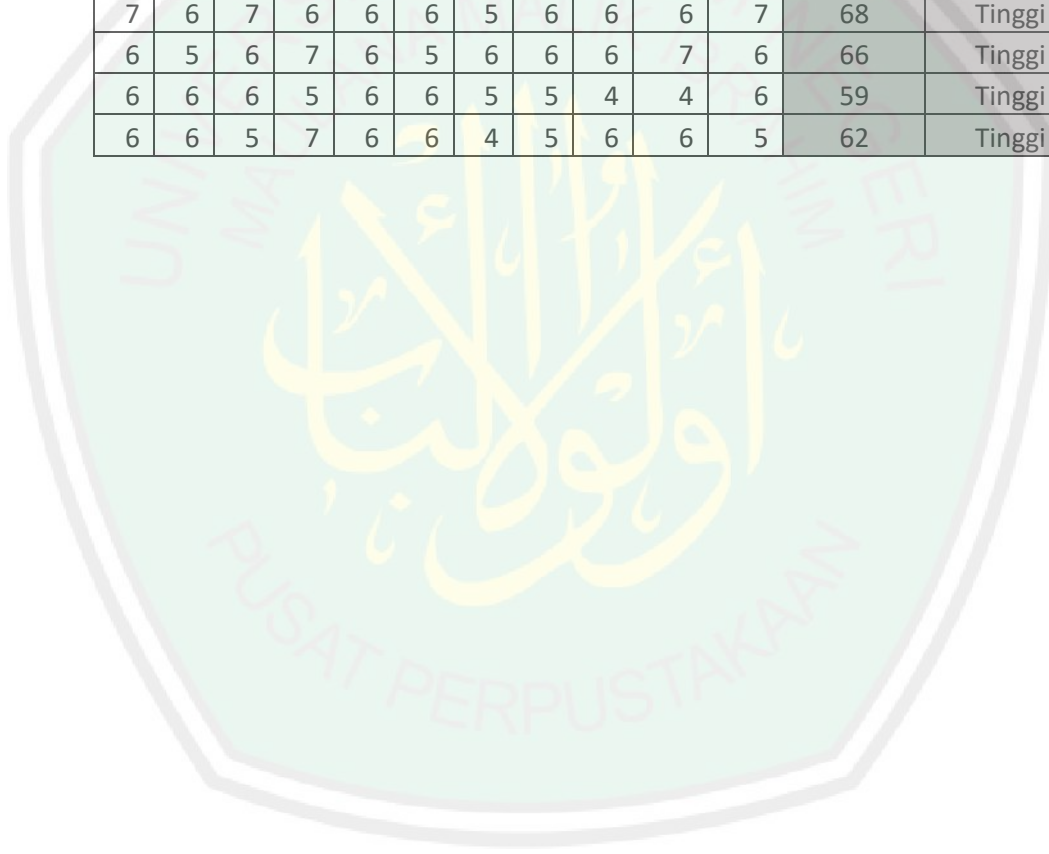 7 6 7 6 6 6 5 6 6 6 7 68 Tinggi
6 5 6 7 6 5 6 6 6 7 6 66 Tinggi
6 6 6 5 6 6 5 5 4 4 6 59 Tinggi
6 6 5 7 6 6 4 5 6 6 5 62 Tinggi
PUSAT PERPUSTAKAAN